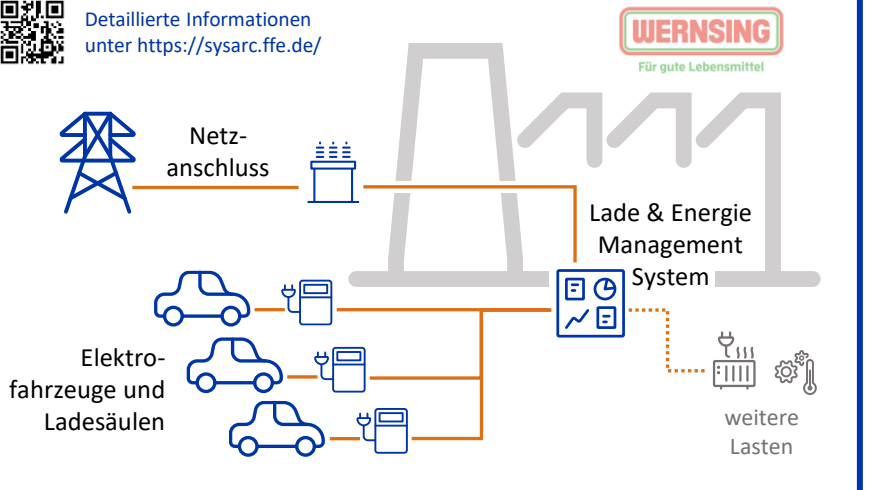 Detaillierte Informationen
unter https://sysarc.ffe.de/
WERNSING
Für gute Lebensmittel
Netz-
anschluss
Lade & Energie
Management
System
Elektro-
fahrzeuge und
Ladesäulen
weitere
Lasten